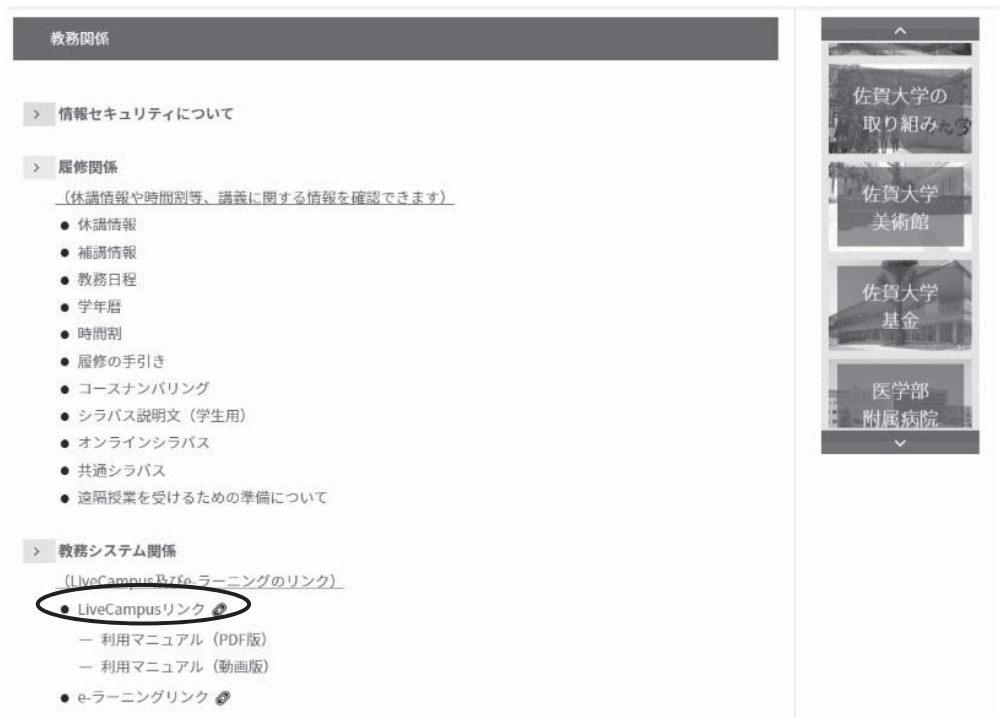 教務関係
> 情報セキュリティについて
> 履修関係
（休講情報や時間割等、講義に関する情報を確認できます）
● 休講情報
● 補講情報
● 教務日程
● 学年暦
● 時間割
● 履修の手引き
● コースナンバリング
● シラバス説明文（学生用）
● オンラインシラバス
● 共通シラバス
● 遠隔授業を受けるための準備について
> 教務システム関係
（LiveCampus及びe-ラーニングのリンク）
● LiveCampusリンク
― 利用マニュアル（PDF版）
― 利用マニュアル（動画版）
● e-ラーニングリンク
佐賀大学の
取り組み
佐賀大学
美術館
佐賀大学
基金
医学部
附属病院